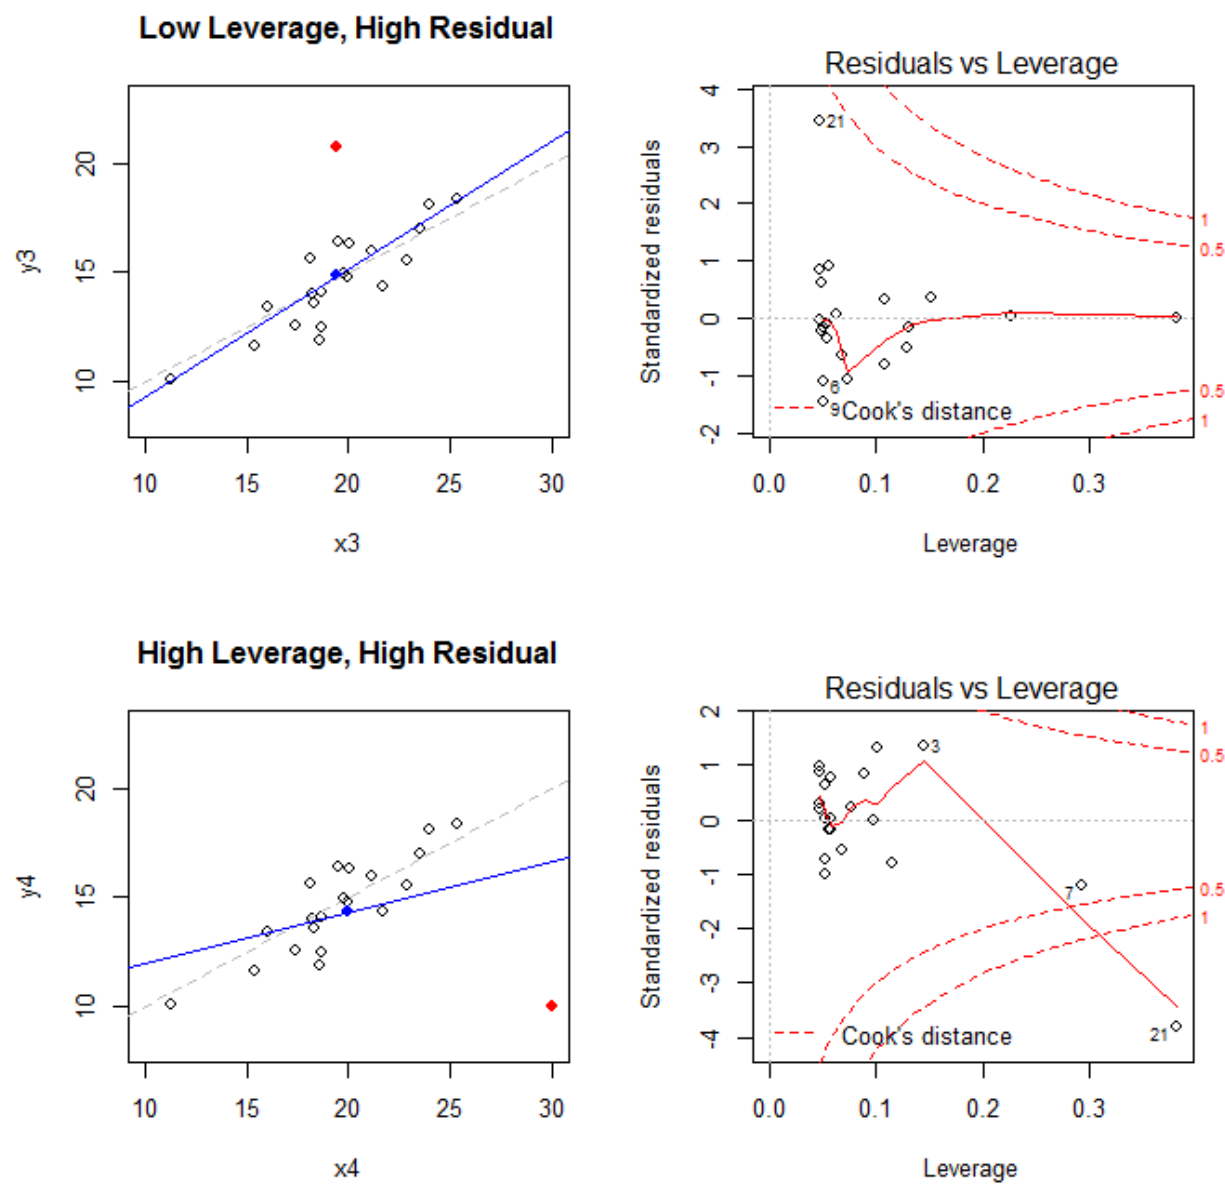 Low Leverage, High Residual
y3
20
15
10
10 15 20 25 30
x3
Residuals vs Leverage
Standardized residuals
4
3
2
1
0
-1
-2
21
6
9
Cook's distance
1
0.5
0.5
1
0.0 0.1 0.2 0.3
Leverage
High Leverage, High Residual
y4
20
15
10
10 15 20 25 30
x4
Residuals vs Leverage
Standardized residuals
2
1
0
-1
-2
-3
-4
3
7
21
Cook's distance
1
0.5
0.5
1
0.0 0.1 0.2 0.3
Leverage